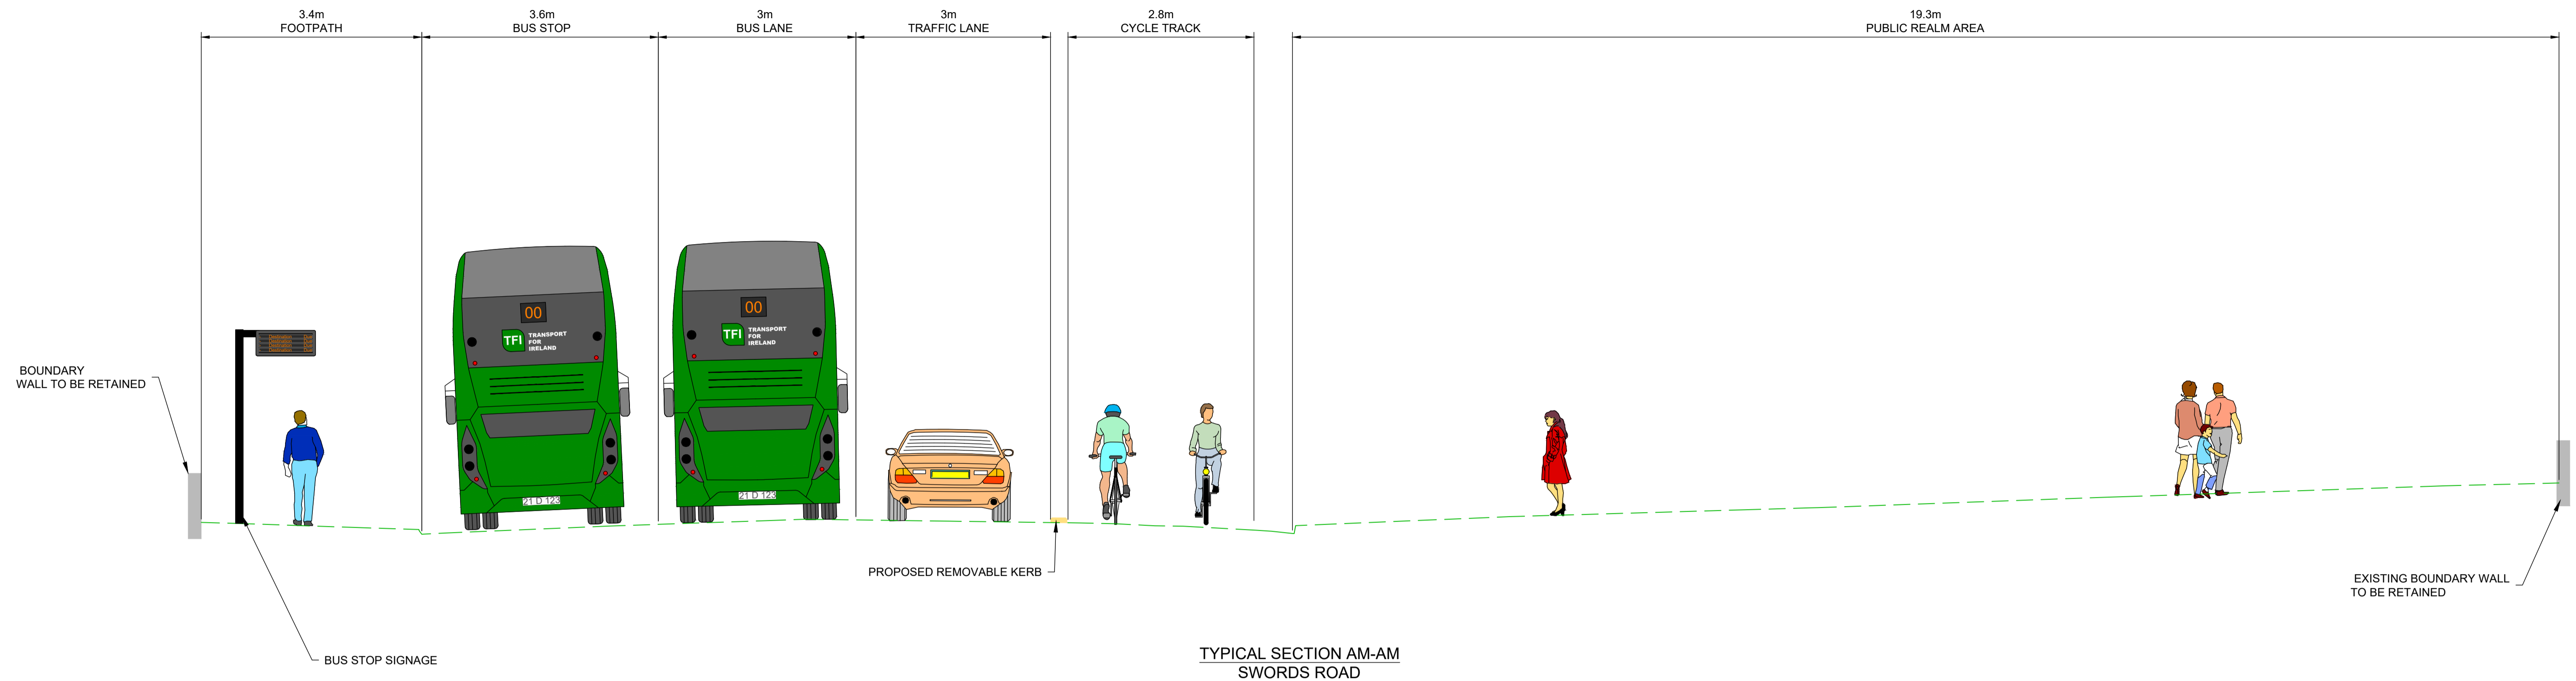 3.4m
FOOTPATH
3.6m
BUS STOP
3m
BUS LANE
3m
TRAFFIC LANE
2.8m
CYCLE TRACK
19.3m
PUBLIC REALM AREA
00
TFI
TRANSPORT
FOR
IRELAND
21 D 123
00
TFI
TRANSPORT
FOR
IRELAND
21 D 123
BOUNDARY
WALL TO BE RETAINED
PROPOSED REMOVABLE KERB
EXISTING BOUNDARY WALL
TO BE RETAINED
BUS STOP SIGNAGE
TYPICAL SECTION AM-AM
SWORDS ROAD